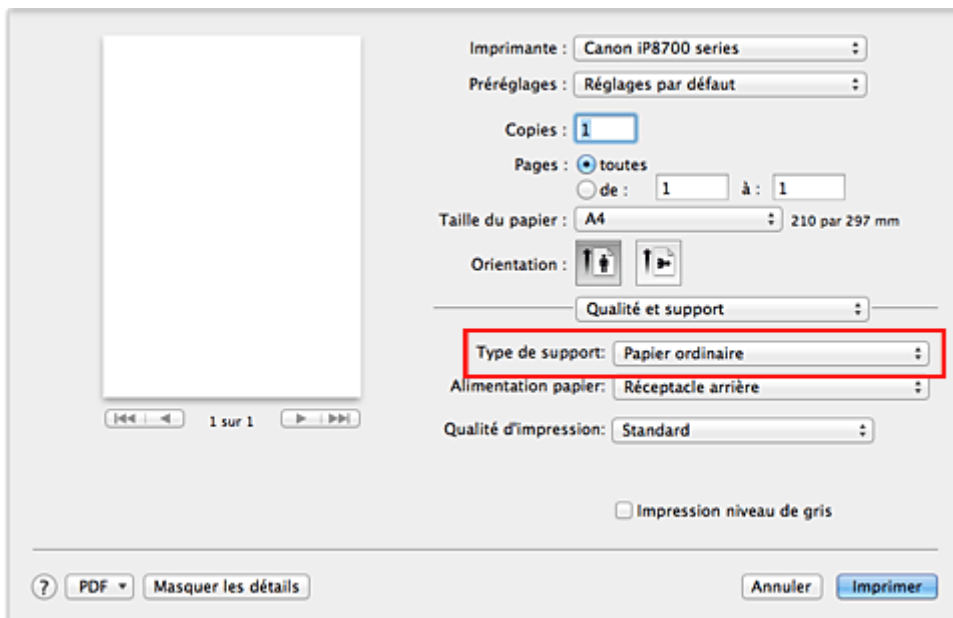 Imprimante : Canon iP8700 series
Préréglages : Réglages par défaut
Copies : 1
Pages : toutes
de : 1 à : 1
Taille du papier : A4 210 par 297 mm
Orientation :
Qualité et support
Type de support: Papier ordinaire
Alimentation papier: Réceptacle arrière
1 sur 1
Qualité d'impression: Standard
Impression niveau de gris
? PDF Masquer les détails Annuler Imprimer